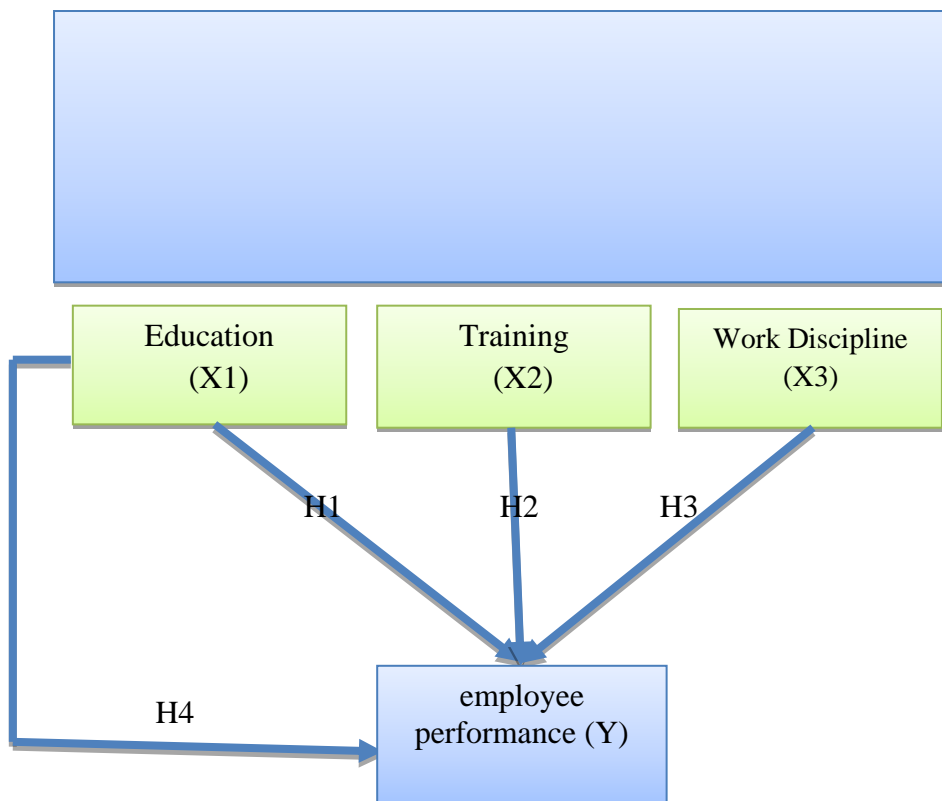 Education
(X1)
Training
(X2)
Work Discipline
(X3)
H1
H2
H3
H4
employee
performance (Y)